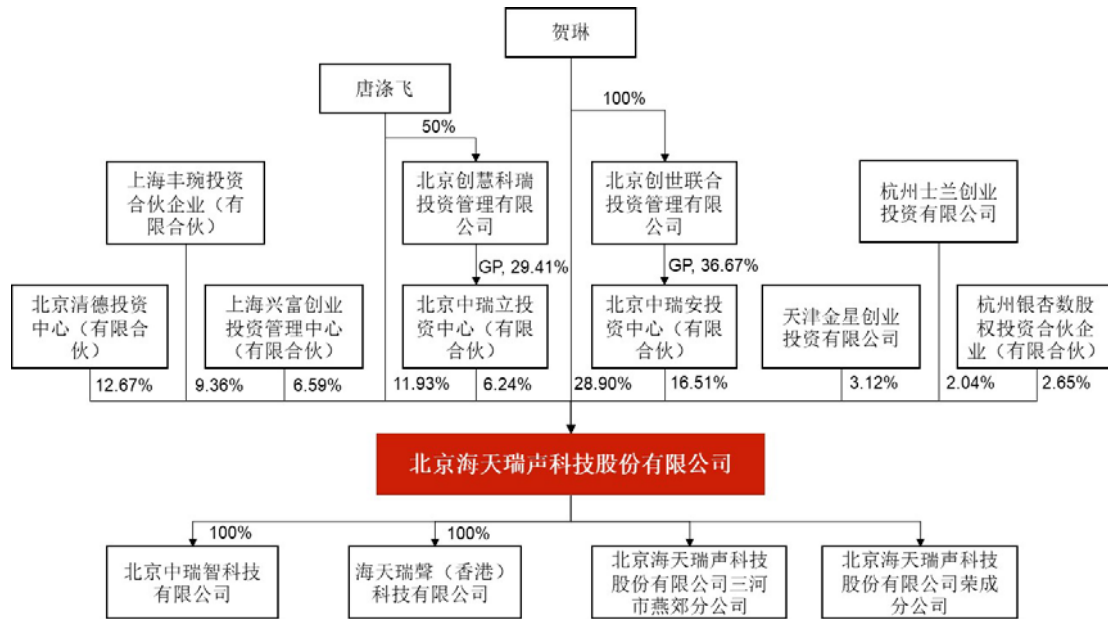 贺琳
唐涤飞
100%
50%
上海丰琬投资
合伙企业（有
限合伙）
北京创慧科瑞
投资管理有限
公司
北京创世联合
投资管理有限
公司
杭州士兰创业
投资有限公司
GP, 29.41%
GP, 36.67%
北京清德投资
中心（有限合
伙）
上海兴富创业
投资管理中心
（有限合伙）
北京中瑞立投
资中心（有限
合伙）
北京中瑞安投
资中心（有限
合伙）
天津金星创业
投资有限公司
杭州银杏数股
权投资合伙企
业（有限合伙）
12.67%
9.36%
6.59%
11.93%
6.24%
28.90%
16.51%
3.12%
2.04%
2.65%
北京海天瑞声科技股份有限公司
100%
100%
北京中瑞智科技
有限公司
海天瑞聲（香港）
科技有限公司
北京海天瑞声科技
股份有限公司三河
市燕郊分公司
北京海天瑞声科技
股份有限公司荣成
分公司